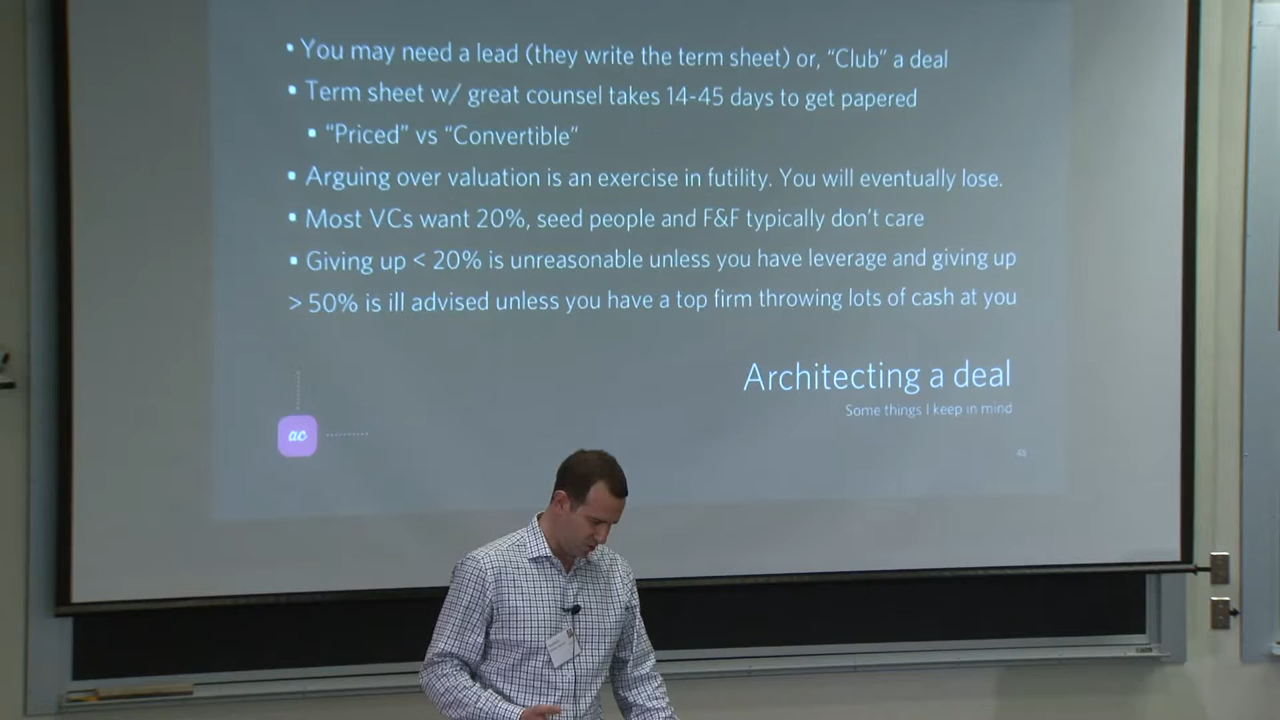 • You may need a lead (they write the term sheet) or, “Club” a deal
• Term sheet w/ great counsel takes 14-45 days to get papered
▪ “Priced” vs “Convertible”
• Arguing over valuation is an exercise in futility. You will eventually lose.
• Most VCs want 20%, seed people and F&F typically don’t care
• Giving up < 20% is unreasonable unless you have leverage and giving up
> 50% is ill advised unless you have a top firm throwing lots of cash at you
Architecting a deal
Some things I keep in mind
ac